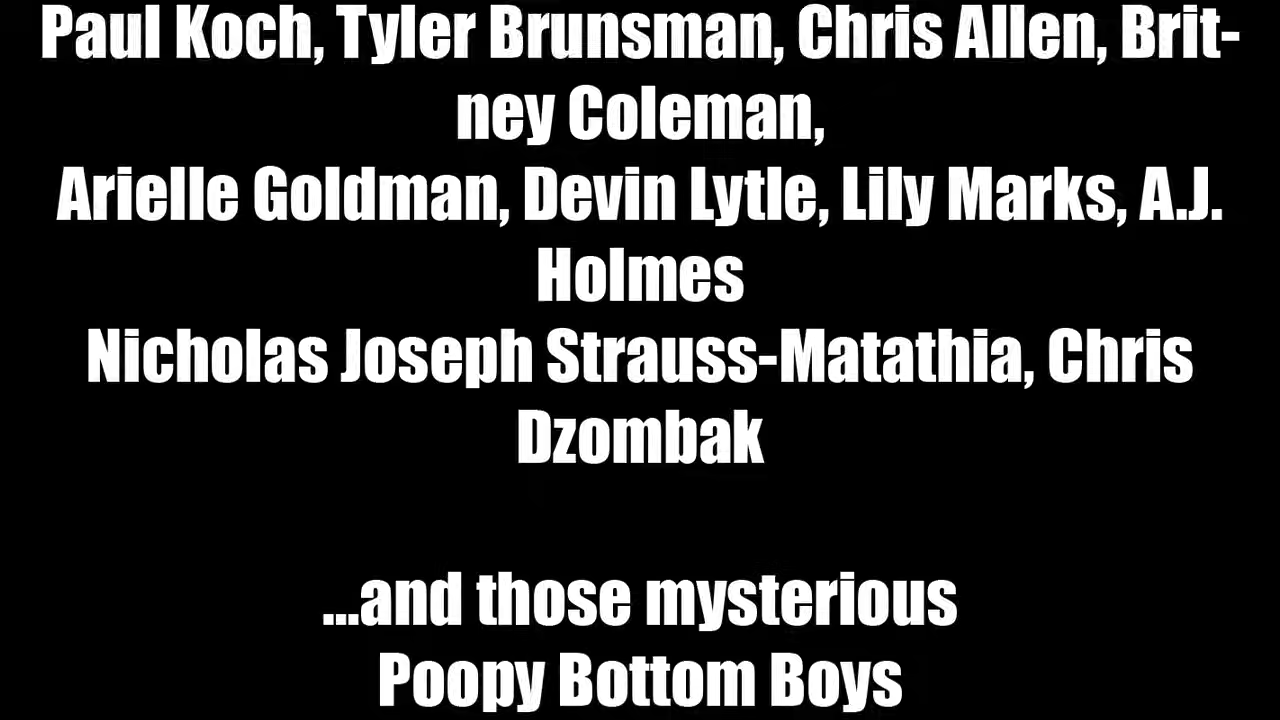 Paul Koch, Tyler Brunsman, Chris Allen, Brit-
ney Coleman,
Arielle Goldman, Devin Lytle, Lily Marks, A.J.
Holmes
Nicholas Joseph Strauss-Matathia, Chris
Dzombak
...and those mysterious
Poopy Bottom Boys